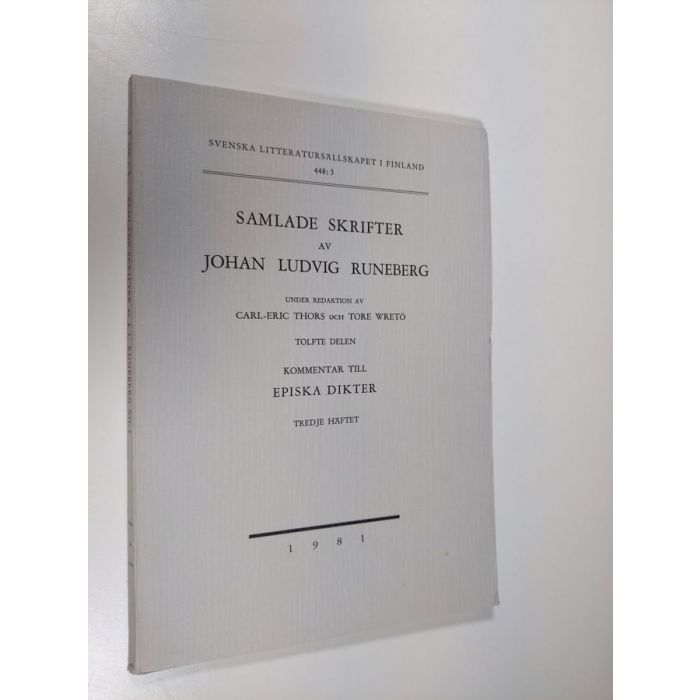 SVENSKA LITTERATURSÄLLSKAPET I FINLAND
448: 3
SAMLADE SKRIFTER
AV
JOHAN LUDVIG RUNEBERG
UNDER REDAKTION AV
CARL-ERIC THORS OCH TORE WRETÖ
TOLFTE DELEN
KOMMENTAR TILL
EPISKA DIKTER
TREDJE HÄFTET
1981